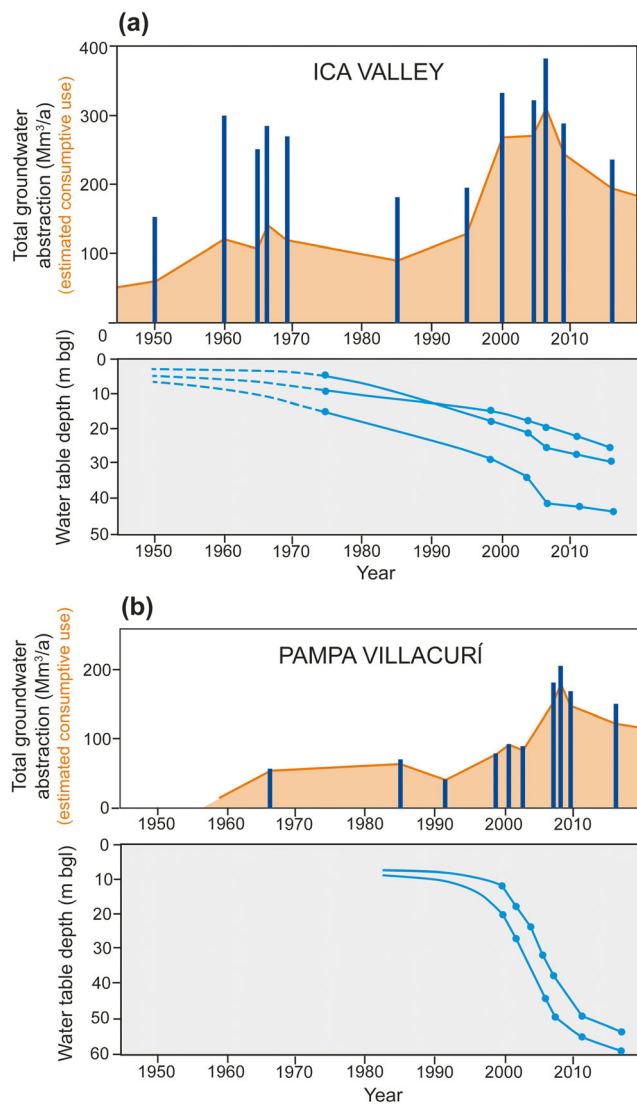 (a)
ICA VALLEY
Total groundwater
abstraction (Mm³/a)
(estimated consumptive use)
400
300
200
100
0
1950 1960 1970 1980 1990 2000 2010
Water table depth (m bgl)
0
10
20
30
40
50
1950 1960 1970 1980 1990 2000 2010
Year
(b)
PAMPA VILLACURÍ
Total groundwater
abstraction (Mm³/a)
(estimated consumptive use)
200
100
0
1950 1960 1970 1980 1990 2000 2010
Water table depth (m bgl)
0
10
20
30
40
50
60
1950 1960 1970 1980 1990 2000 2010
Year